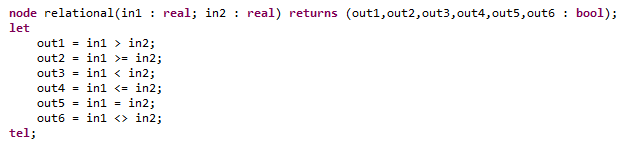 node relational(in1 : real; in2 : real) returns (out1,out2,out3,out4,out5,out6 : bool);
let
    out1 = in1 > in2;
    out2 = in1 >= in2;
    out3 = in1 < in2;
    out4 = in1 <= in2;
    out5 = in1 = in2;
    out6 = in1 <> in2;
tel;